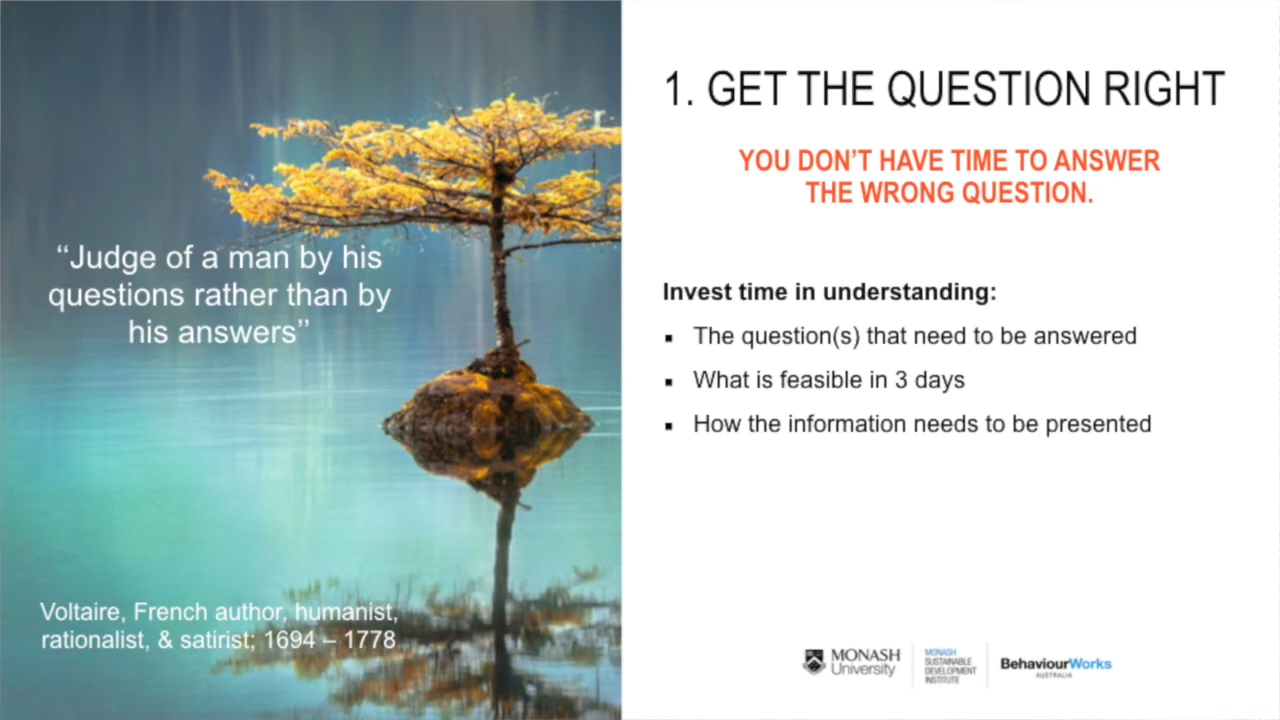 “Judge of a man by his
questions rather than by
his answers”
Voltaire, French author, humanist,
rationalist, & satirist; 1694 – 1778
1. GET THE QUESTION RIGHT
YOU DON’T HAVE TIME TO ANSWER
THE WRONG QUESTION.
Invest time in understanding:
▪ The question(s) that need to be answered
▪ What is feasible in 3 days
▪ How the information needs to be presented
MONASH
University
MONASH
SUSTAINABLE
DEVELOPMENT
INSTITUTE
BehaviourWorks
AUSTRALIA